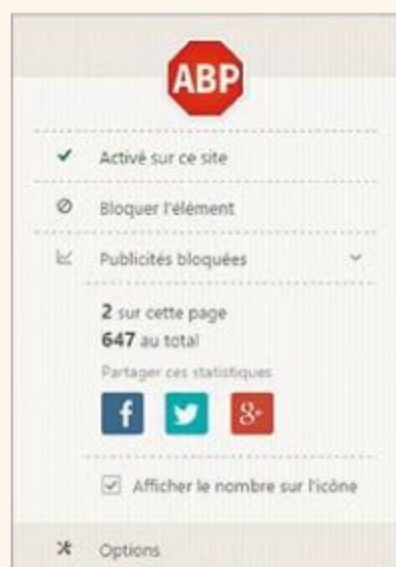 ABP
Activé sur ce site
Bloquer l'élément
Publicités bloquées
2 sur cette page
647 au total
Partager ces statistiques
f 8+
Afficher le nombre sur l'icône
Options